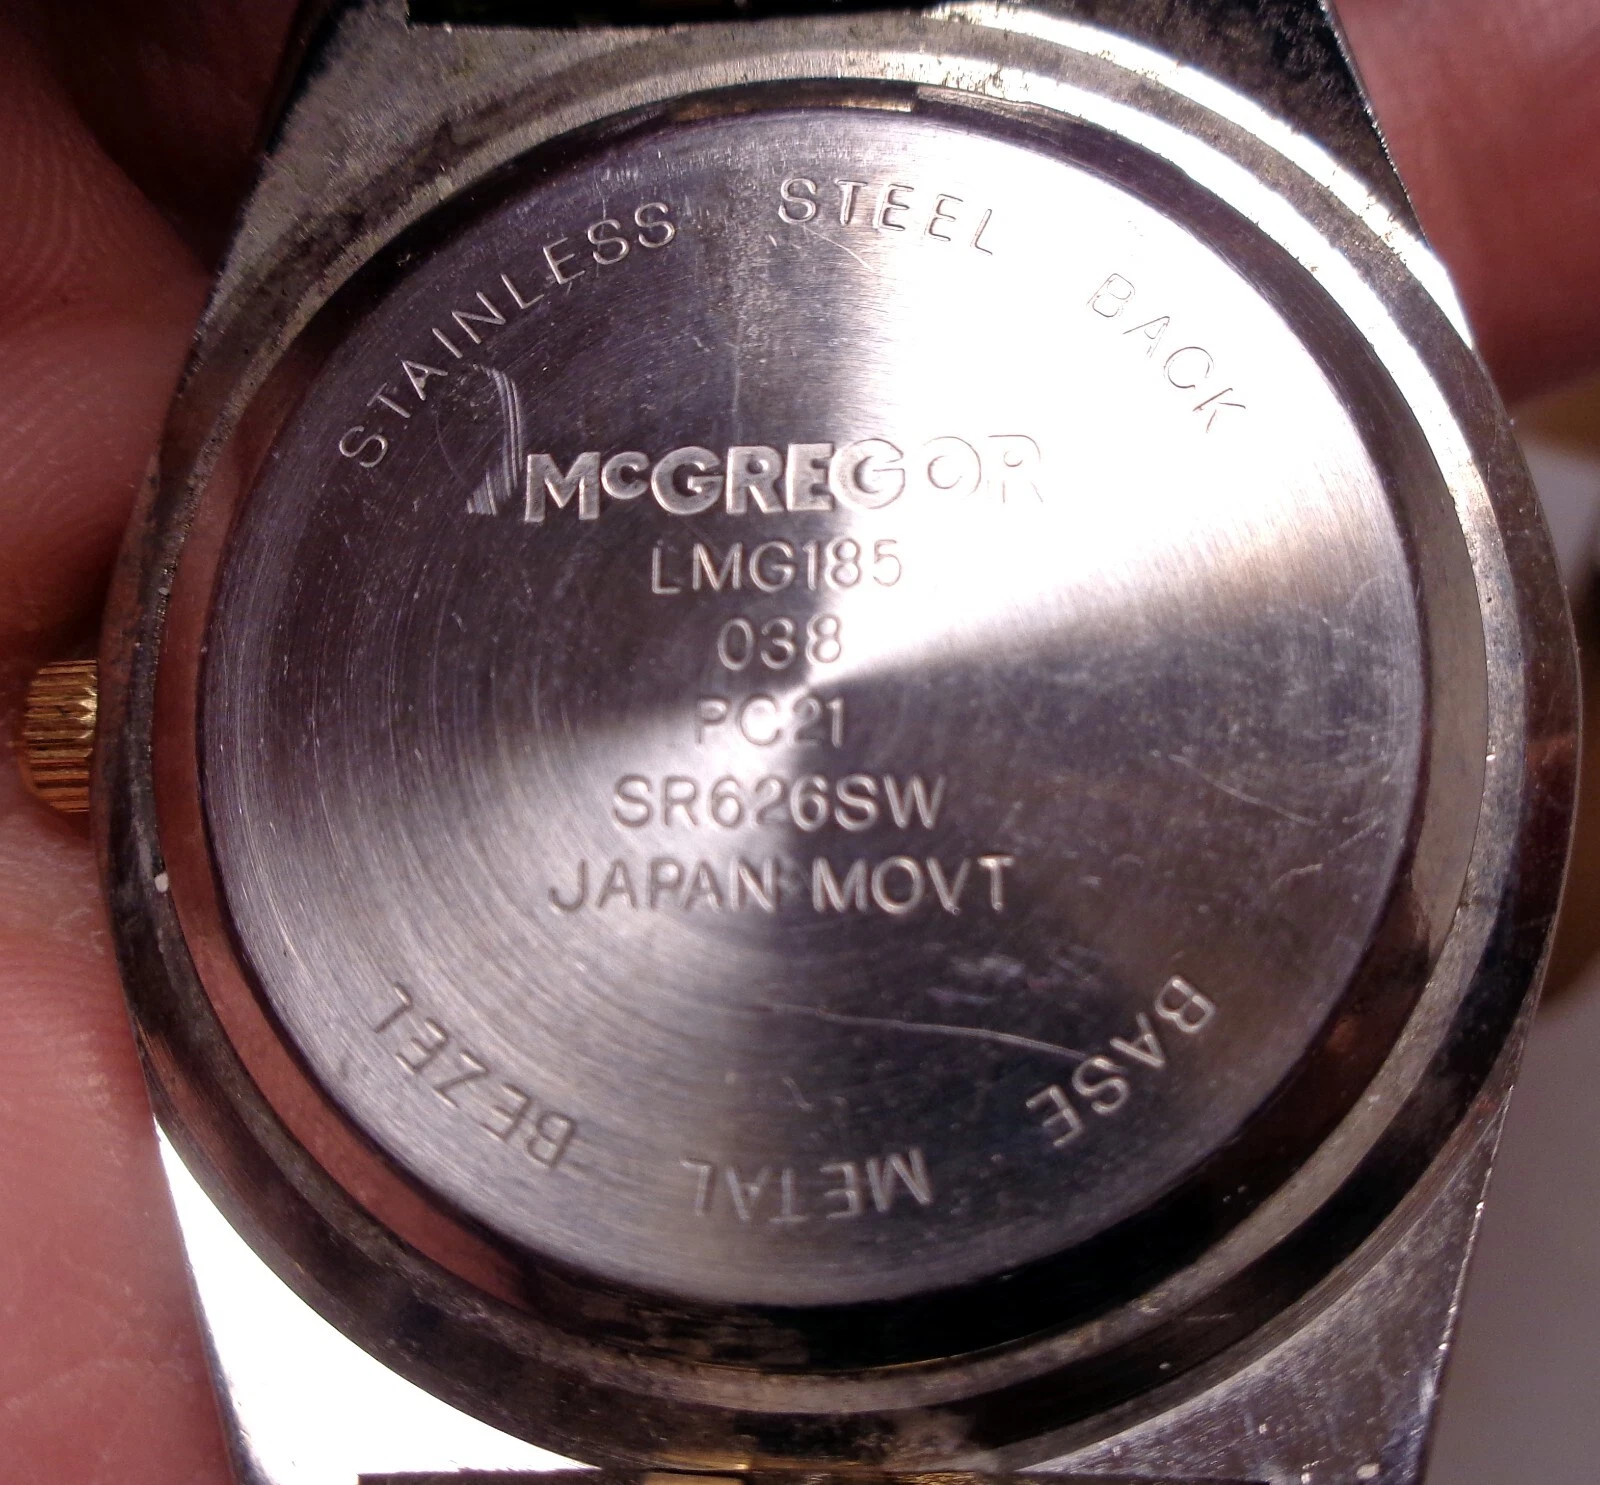 STAINLESS STEEL BACK
McGREGOR
LMG185
038
PC21
SR626SW
JAPAN MOVT
BASE METAL BEZEL